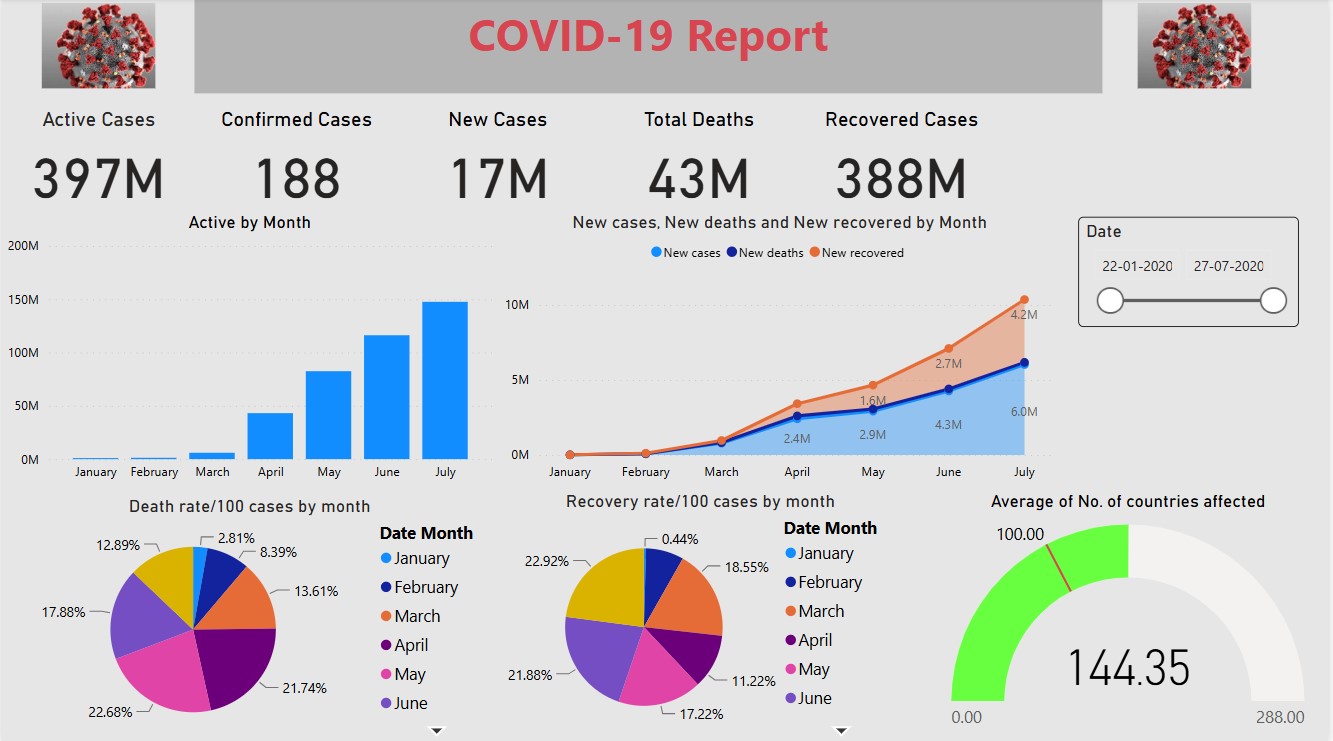 COVID-19 Report
Active Cases
Confirmed Cases
New Cases
Total Deaths
Recovered Cases
397M
188
17M
43M
388M
Active by Month
200M
150M
100M
50M
0M
January
February
March
April
May
June
July
New cases, New deaths and New recovered by Month
New cases
New deaths
New recovered
10M
5M
0M
4.2M
2.7M
1.6M
6.0M
4.3M
2.9M
2.4M
January
February
March
April
May
June
July
Date
22-01-2020
27-07-2020
Death rate/100 cases by month
2.81%
8.39%
13.61%
21.74%
22.68%
17.88%
12.89%
Date Month
January
February
March
April
May
June
Recovery rate/100 cases by month
0.44%
18.55%
11.22%
17.22%
21.88%
22.92%
Date Month
January
February
March
April
May
June
Average of No. of countries affected
100.00
144.35
0.00
288.00